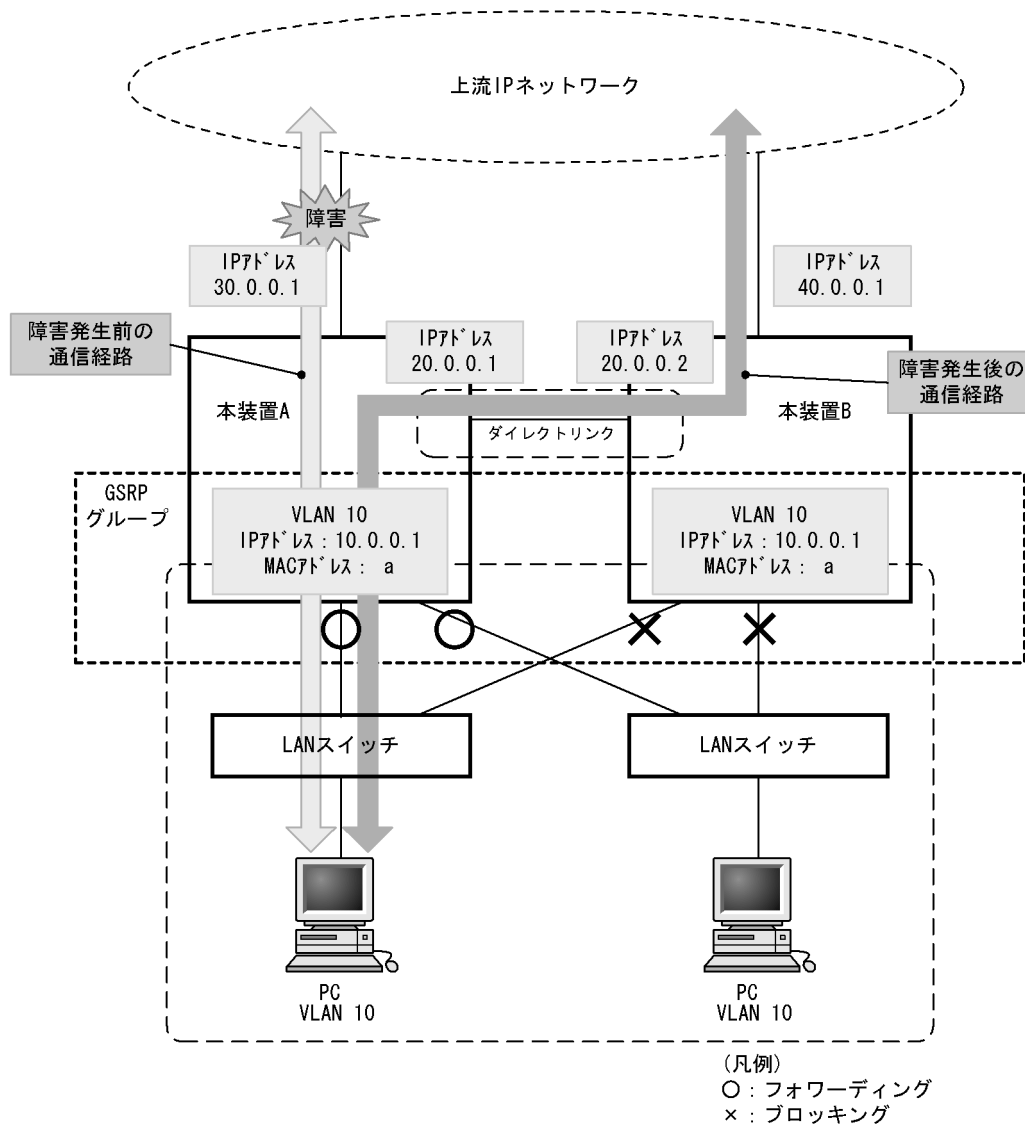 上流IPネットワーク
障害
IPアドレス
30.0.0.1
IPアドレス
40.0.0.1
障害発生前の
通信経路
IPアドレス
20.0.0.1
IPアドレス
20.0.0.2
障害発生後の
通信経路
本装置A
本装置B
ダイレクトリンク
GSRP
グループ
VLAN 10
IPアドレス：10.0.0.1
MACアドレス： a
VLAN 10
IPアドレス：10.0.0.1
MACアドレス： a
LANスイッチ
LANスイッチ
PC
VLAN 10
PC
VLAN 10
(凡例)
○：フォワーディング
×：ブロッキング